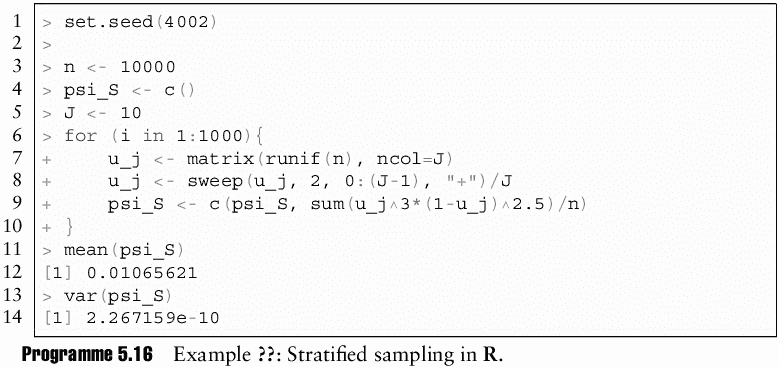 1 > set.seed(4002)
2 >
3 > n <- 10000
4 > psi_S <- c()
5 > J <- 10
6 > for (i in 1:1000){
7 +     u_j <- matrix(runif(n), ncol=J)
8 +     u_j <- sweep(u_j, 2, 0:(J-1), "+")/J
9 +     psi_S <- c(psi_S, sum(u_j^3*(1-u_j)^2.5)/n)
10 + }
11 > mean(psi_S)
12 [1] 0.01065621
13 > var(psi_S)
14 [1] 2.267159e-10
Programme 5.16 Example ??: Stratified sampling in R.